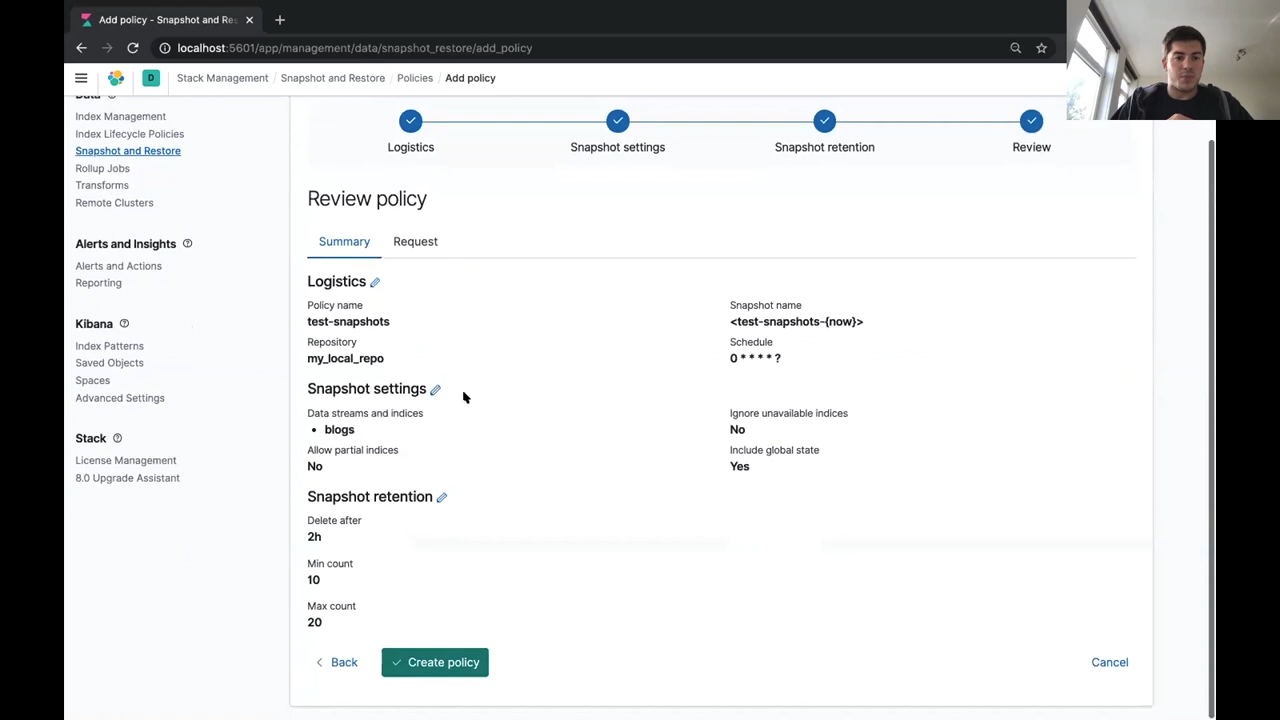 Add policy - Snapshot and Res
localhost:5601/app/management/data/snapshot_restore/add_policy
D
Stack Management / Snapshot and Restore / Policies / Add policy
Data
Index Management
Index Lifecycle Policies
Snapshot and Restore
Rollup Jobs
Transforms
Remote Clusters
Alerts and Insights
Alerts and Actions
Reporting
Kibana
Index Patterns
Saved Objects
Spaces
Advanced Settings
Stack
License Management
8.0 Upgrade Assistant
Logistics
Snapshot settings
Snapshot retention
Review
Review policy
Summary
Request
Logistics
Policy name
test-snapshots
Snapshot name
<test-snapshots-{now}>
Repository
my_local_repo
Schedule
0 * * * * ?
Snapshot settings
Data streams and indices
• blogs
Ignore unavailable indices
No
Allow partial indices
No
Include global state
Yes
Snapshot retention
Delete after
2h
Min count
10
Max count
20
Back
Create policy
Cancel